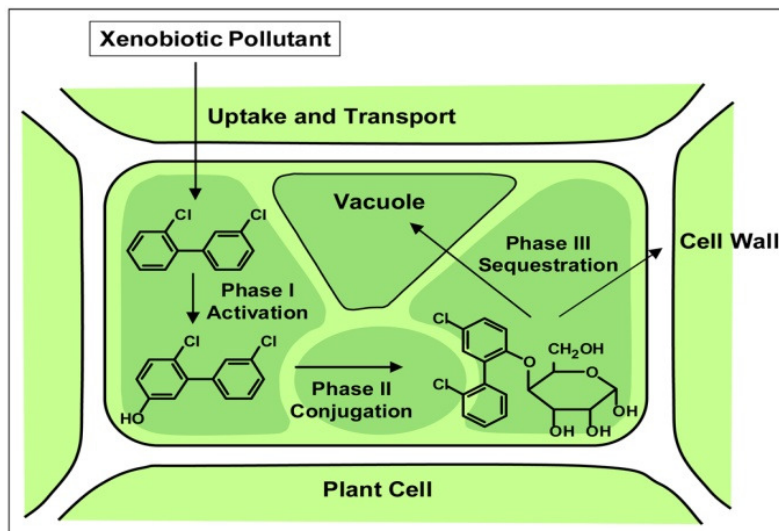 Xenobiotic Pollutant
Uptake and Transport
Cl
Cl
Vacuole
Phase III
Sequestration
Cell Wall
Phase I
Activation
Cl
Cl
HO
Phase II
Conjugation
Cl
Cl
O
CH2OH
O
OH
OH
OH
Plant Cell